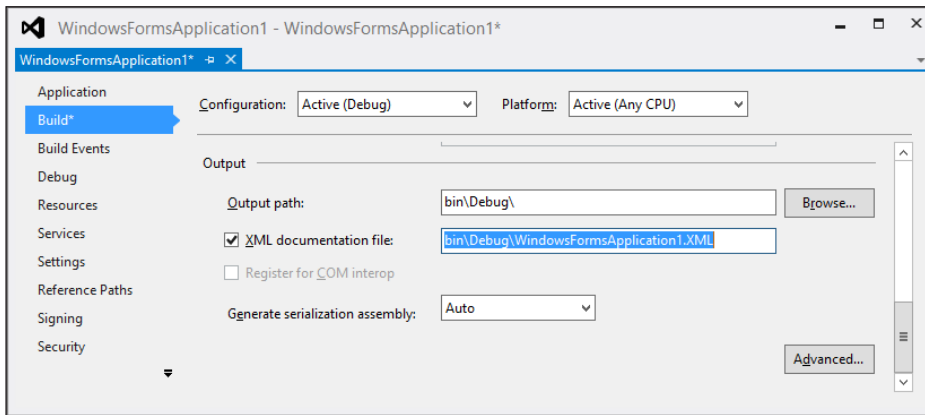 WindowsFormsApplication1 - WindowsFormsApplication1*
WindowsFormsApplication1*
Application
Build*
Build Events
Debug
Resources
Services
Settings
Reference Paths
Signing
Security
Configuration: Active (Debug) Platform: Active (Any CPU)
Output
Output path: bin\Debug\ Browse...
XML documentation file: bin\Debug\WindowsFormsApplication1.XML
Register for COM interop
Generate serialization assembly: Auto
Advanced...